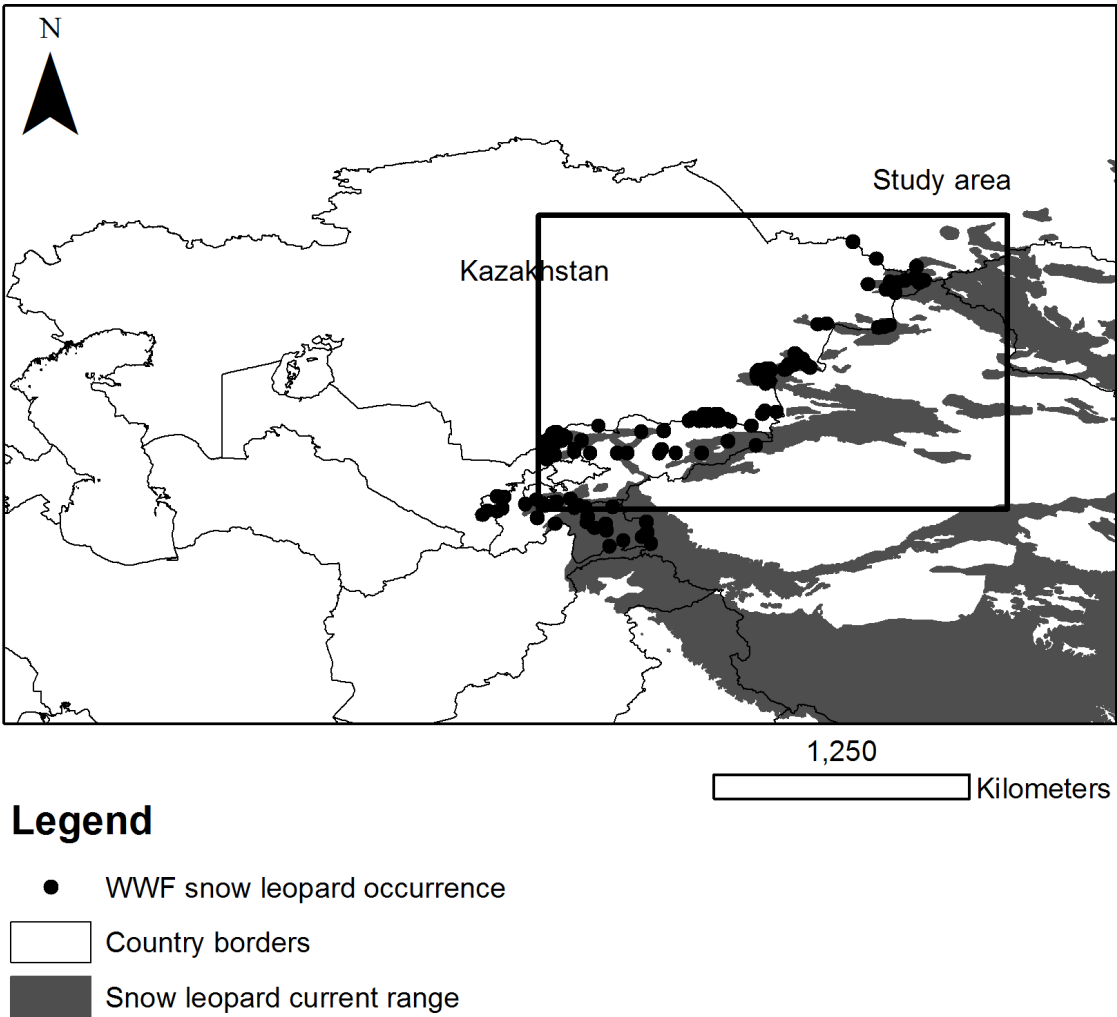 N
Study area
Kazakhstan
1,250
Kilometers
Legend
WWF snow leopard occurrence
Country borders
Snow leopard current range